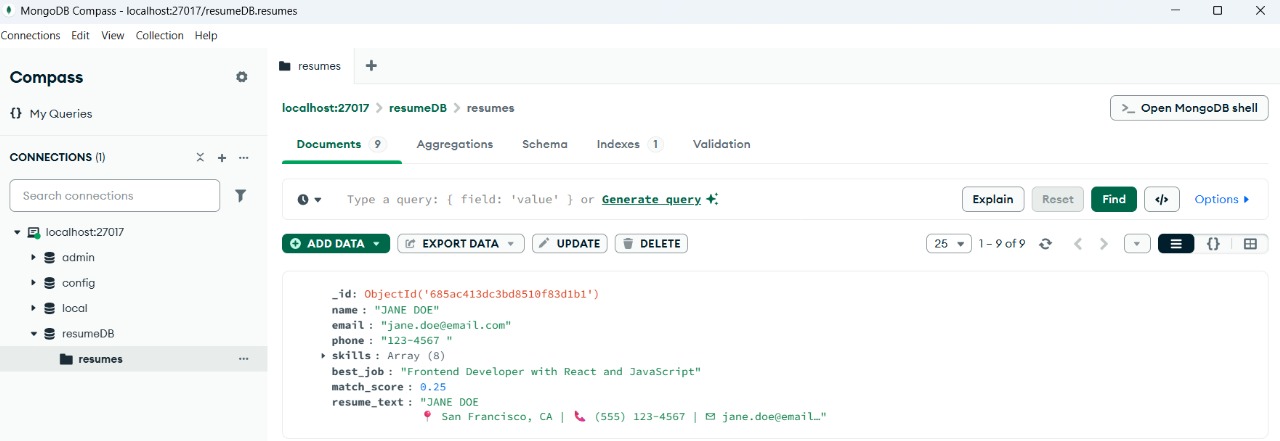 MongoDB Compass - localhost:27017/resumeDB.resumes
Connections Edit View Collection Help
Compass
{} My Queries
CONNECTIONS (1)
Search connections
localhost:27017
admin
config
local
resumeDB
resumes
resumes
localhost:27017 > resumeDB > resumes
>_ Open MongoDB shell
Documents 9 Aggregations Schema Indexes 1 Validation
Type a query: { field: 'value' } or Generate query
Explain Reset Find </> Options
ADD DATA EXPORT DATA UPDATE DELETE
25 1 – 9 of 9 {}
_id: ObjectId('685ac413dc3bd8510f83d1b1')
name : "JANE DOE"
email : "jane.doe@email.com"
phone : "123-4567 "
skills : Array (8)
best_job : "Frontend Developer with React and JavaScript"
match_score : 0.25
resume_text : "JANE DOE
📍 San Francisco, CA | 📞 (555) 123-4567 | ✉ jane.doe@email…"